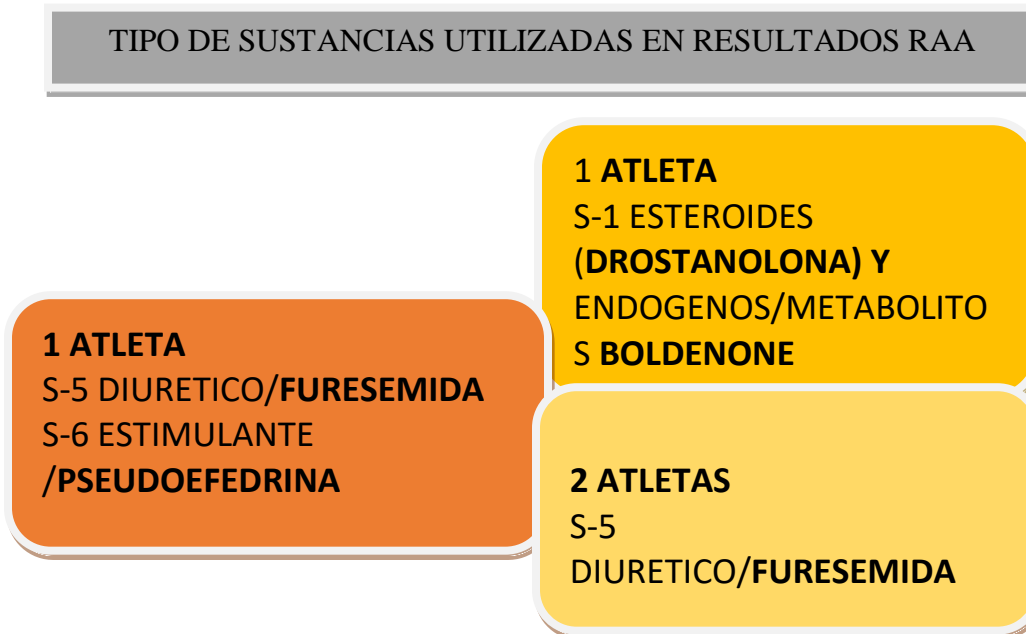 TIPO DE SUSTANCIAS UTILIZADAS EN RESULTADOS RAA
1 ATLETA
S-1 ESTEROIDES
(DROSTANOLONA) Y
ENDOGENOS/METABOLITO
S BOLDENONE
1 ATLETA
S-5 DIURETICO/FURESEMIDA
S-6 ESTIMULANTE
/PSEUDOEFEDRINA
2 ATLETAS
S-5
DIURETICO/FURESEMIDA